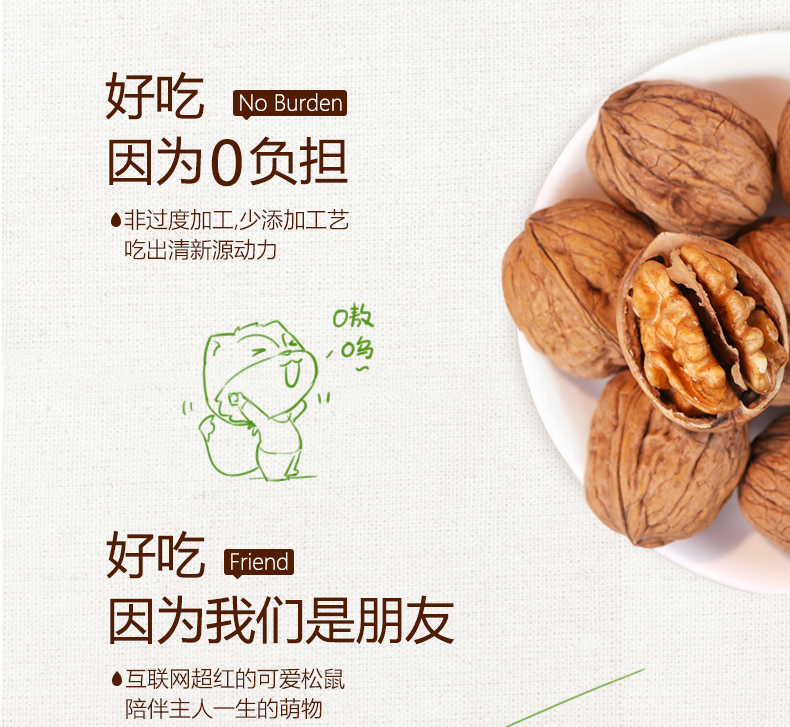 好吃 No Burden
因为0负担
非过度加工,少添加工艺
吃出清新源动力
嗷
呜~
好吃 Friend
因为我们是朋友
互联网超红的可爱松鼠
陪伴主人一生的萌物